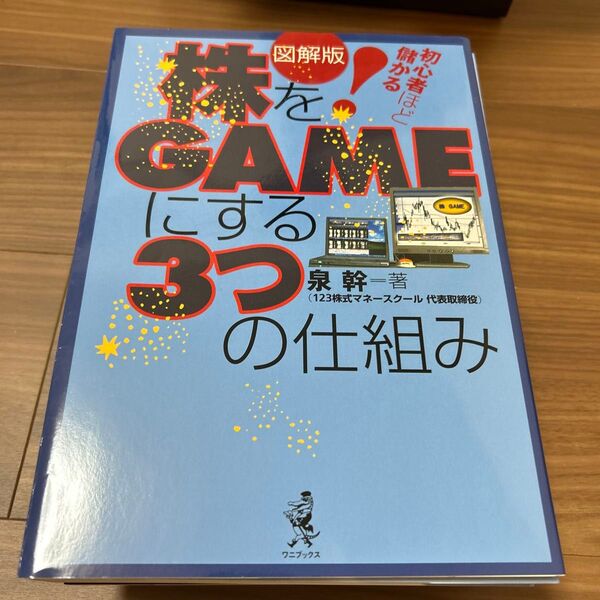 図解版
初心者ほど
儲かる!
株を
GAME
にする
株 GAME
3つ
泉 幹=著
(123株式マネースクール 代表取締役)
の仕組み
ワニブックス